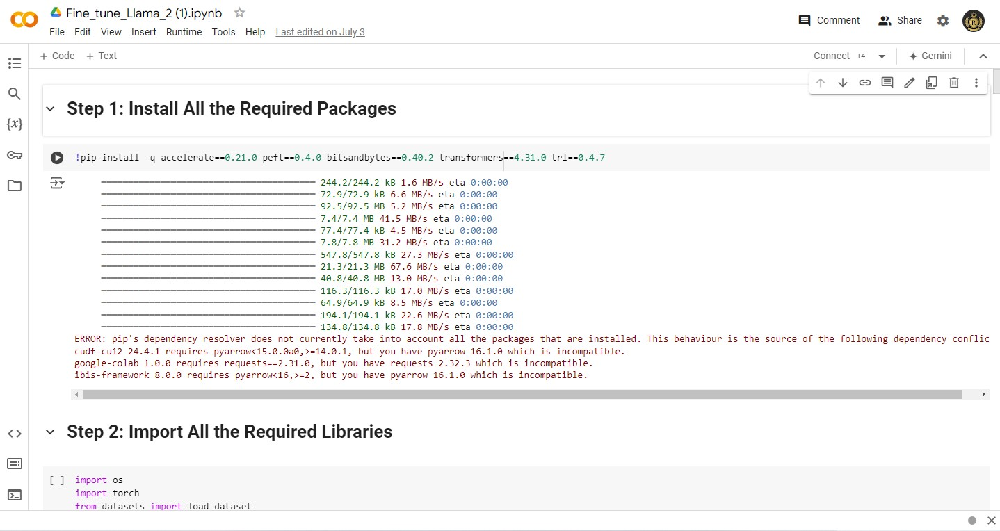 Fine_tune_Llama_2 (1).ipynb
File Edit View Insert Runtime Tools Help Last edited on July 3
Comment Share
+ Code + Text
Connect T4 Gemini
Step 1: Install All the Required Packages
!pip install -q accelerate==0.21.0 peft==0.4.0 bitsandbytes==0.40.2 transformers==4.31.0 trl==0.4.7
244.2/244.2 kB 1.6 MB/s eta 0:00:00
72.9/72.9 kB 6.6 MB/s eta 0:00:00
92.5/92.5 MB 5.2 MB/s eta 0:00:00
7.4/7.4 MB 41.5 MB/s eta 0:00:00
77.4/77.4 kB 4.5 MB/s eta 0:00:00
7.8/7.8 MB 31.2 MB/s eta 0:00:00
547.8/547.8 kB 27.3 MB/s eta 0:00:00
21.3/21.3 MB 67.6 MB/s eta 0:00:00
40.8/40.8 MB 13.0 MB/s eta 0:00:00
116.3/116.3 kB 17.0 MB/s eta 0:00:00
64.9/64.9 kB 8.5 MB/s eta 0:00:00
194.1/194.1 kB 22.6 MB/s eta 0:00:00
134.8/134.8 kB 17.8 MB/s eta 0:00:00
ERROR: pip's dependency resolver does not currently take into account all the packages that are installed. This behaviour is the source of the following dependency conflic
cudf-cu12 24.4.1 requires pyarrow<15.0.0a0,>=14.0.1, but you have pyarrow 16.1.0 which is incompatible.
google-colab 1.0.0 requires requests==2.31.0, but you have requests 2.32.3 which is incompatible.
ibis-framework 8.0.0 requires pyarrow<16,>=2, but you have pyarrow 16.1.0 which is incompatible.
Step 2: Import All the Required Libraries
[ ] import os
import torch
from datasets import load_dataset